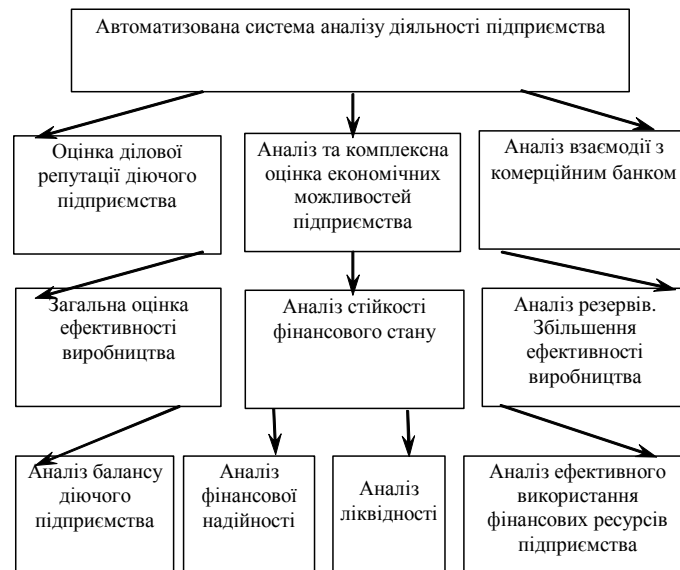 Автоматизована система аналізу діяльності підприємства
Оцінка ділової
репутації діючого
підприємства
Аналіз та комплексна
оцінка економічних
можливостей
підприємства
Аналіз взаємодії з
комерційним банком
Загальна оцінка
ефективності
виробництва
Аналіз стійкості
фінансового стану
Аналіз резервів.
Збільшення
ефективності
виробництва
Аналіз балансу
діючого
підприємства
Аналіз
фінансової
надійності
Аналіз
ліквідності
Аналіз ефективного
використання
фінансових ресурсів
підприємства